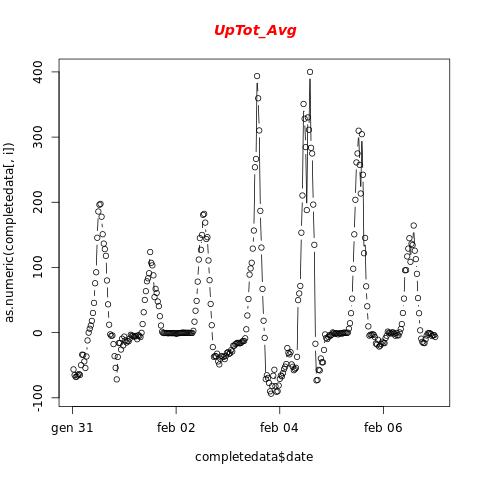 UpTot_Avg
as.numeric(completedata[, i])
400
300
200
100
0
-100
gen 31
feb 02
feb 04
feb 06
completedata$date